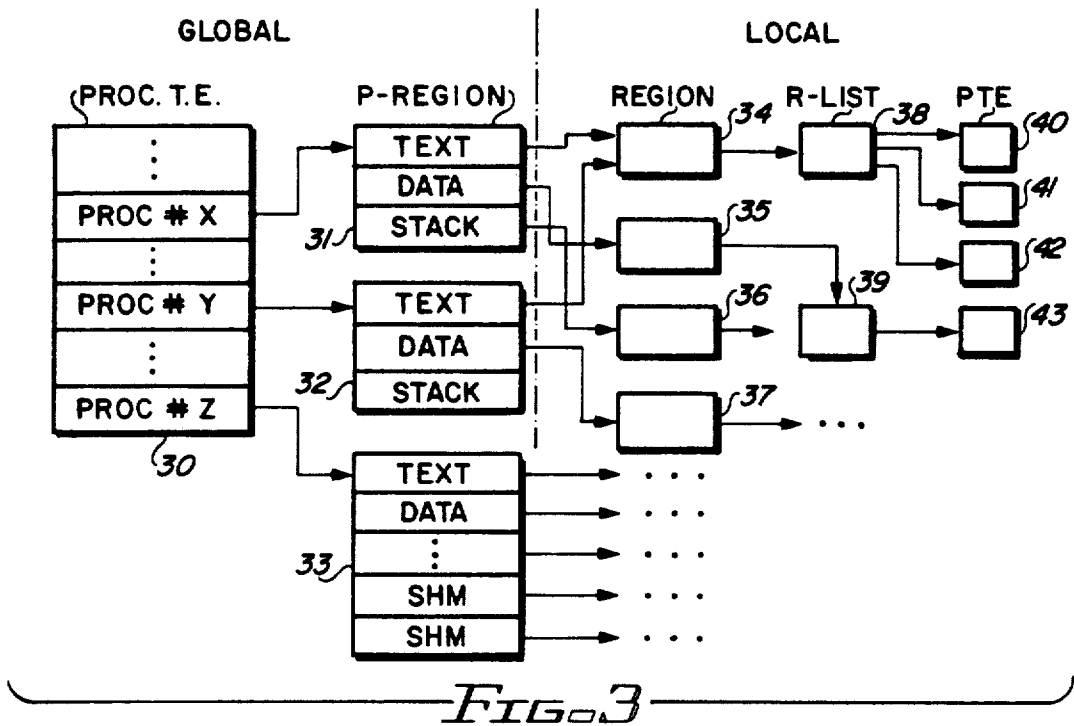 GLOBAL
LOCAL
PROC. T.E.
P-REGION
REGION
R-LIST
PTE
34
38
40
TEXT
DATA
STACK
31
PROC # X
PROC # Y
PROC # Z
30
35
41
42
36
39
43
TEXT
DATA
STACK
32
37
TEXT
DATA
33
SHM
SHM
FIG. 3